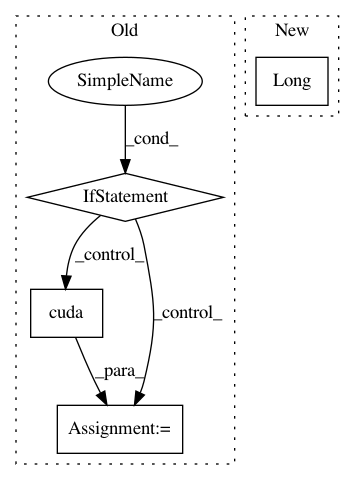 Old
New
SimpleName
Long
_cond_
IfStatement
_control_
cuda
_control_
_para_
Assignment:=